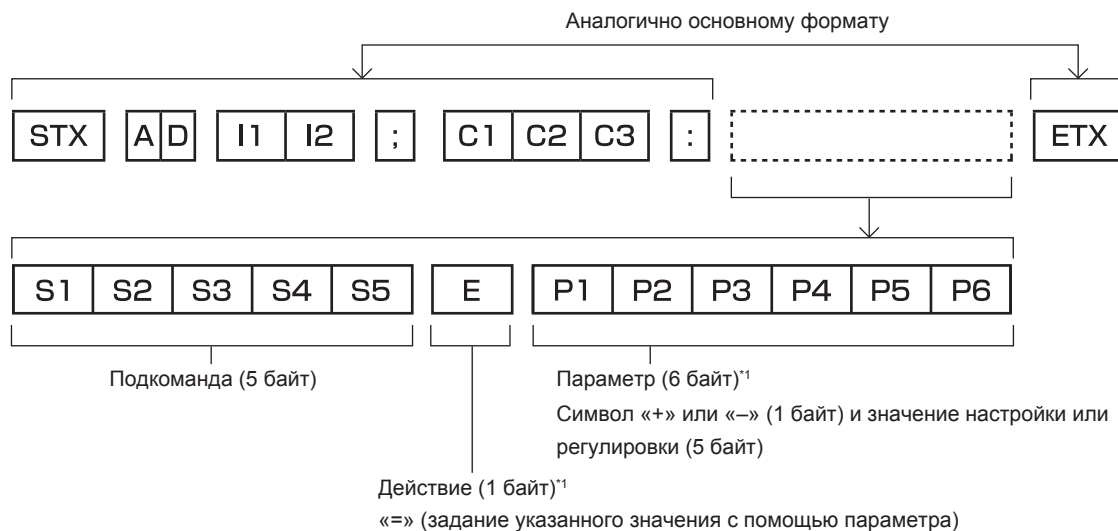 Аналогично основному формату
STX A D I1 I2 ; C1 C2 C3 : ETX
S1 S2 S3 S4 S5 E P1 P2 P3 P4 P5 P6
Подкоманда (5 байт)
Параметр (6 байт)*1
Символ «+» или «–» (1 байт) и значение настройки или
регулировки (5 байт)
Действие (1 байт)*1
«=» (задание указанного значения с помощью параметра)